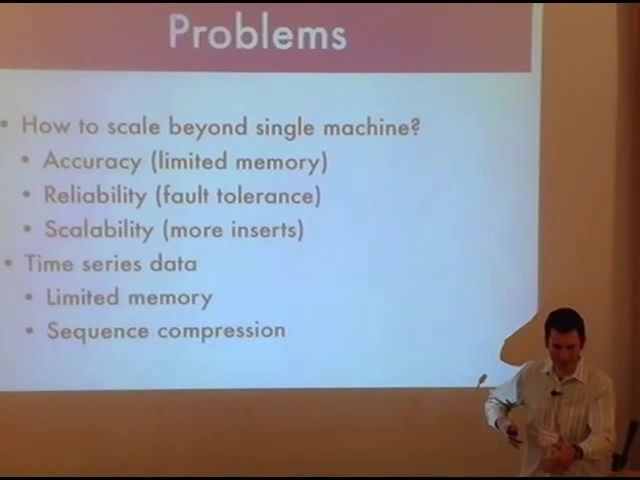 Problems
• How to scale beyond single machine?
• Accuracy (limited memory)
• Reliability (fault tolerance)
• Scalability (more inserts)
• Time series data
• Limited memory
• Sequence compression